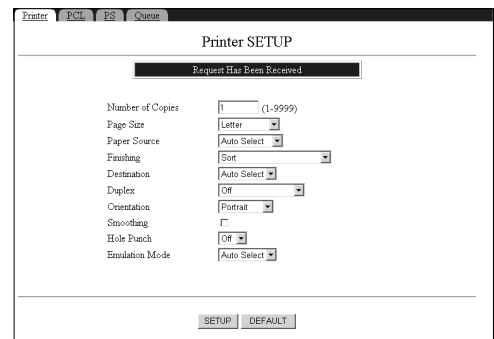 Printer PCL PS Queue
Printer SETUP
Request Has Been Received
Number of Copies 1 (1-9999)
Page Size Letter
Paper Source Auto Select
Finishing Sort
Destination Auto Select
Duplex Off
Orientation Portrait
Smoothing
Hole Punch Off
Emulation Mode Auto Select
SETUP DEFAULT